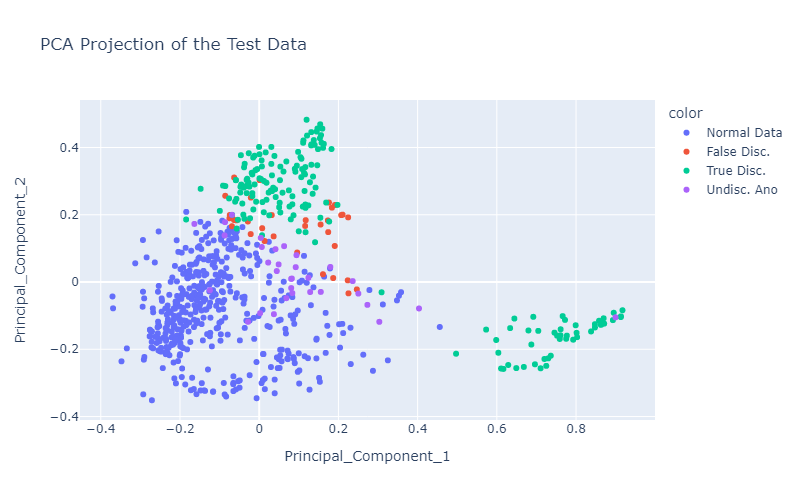 PCA Projection of the Test Data
color
Normal Data
False Disc.
True Disc.
Undisc. Ano
0.4
0.2
0
−0.2
−0.4
Principal_Component_2
−0.4 −0.2 0 0.2 0.4 0.6 0.8
Principal_Component_1